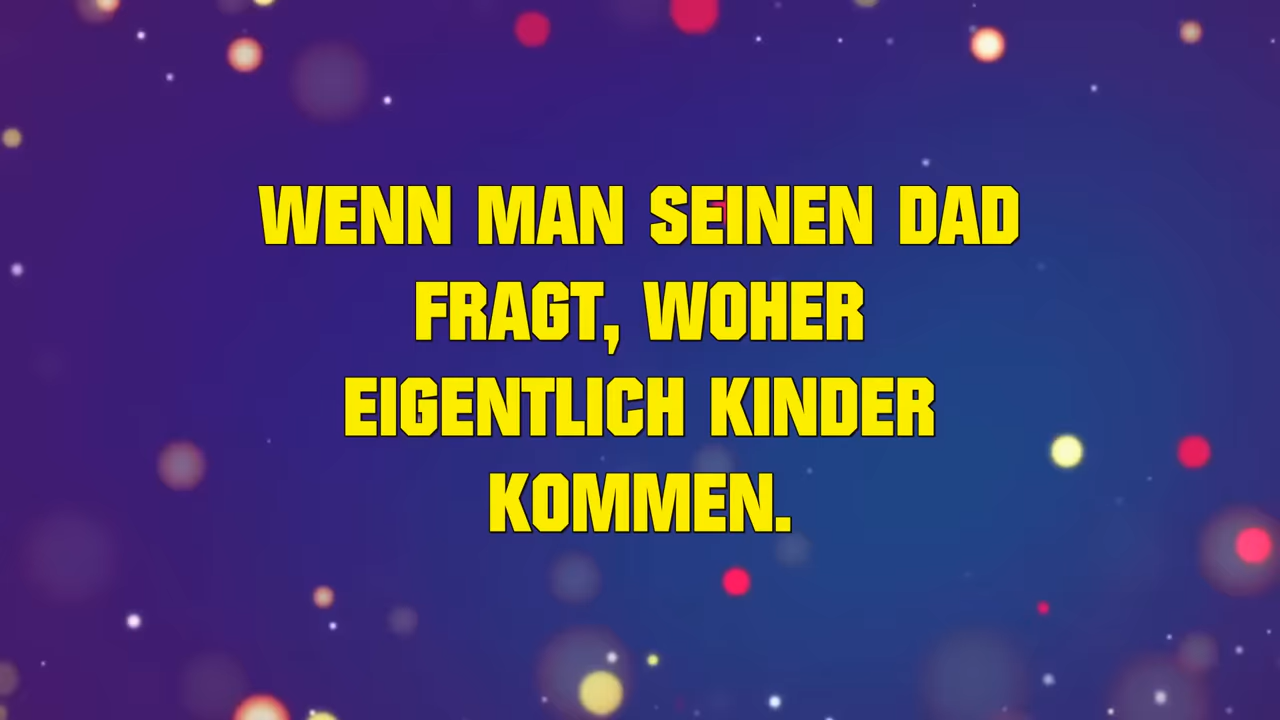 WENN MAN SEINEN DAD
FRAGT, WOHER
EIGENTLICH KINDER
KOMMEN.